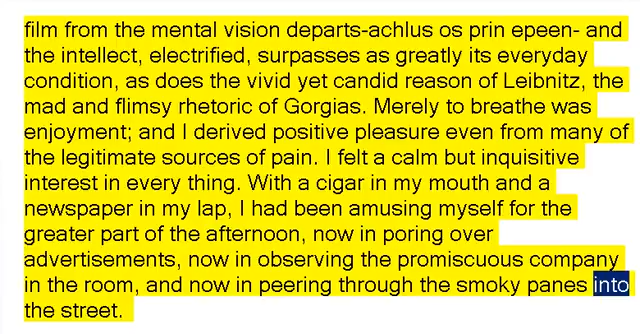 film from the mental vision departs-achlus os prin epeen- and
the intellect, electrified, surpasses as greatly its everyday
condition, as does the vivid yet candid reason of Leibnitz, the
mad and flimsy rhetoric of Gorgias. Merely to breathe was
enjoyment; and I derived positive pleasure even from many of
the legitimate sources of pain. I felt a calm but inquisitive
interest in every thing. With a cigar in my mouth and a
newspaper in my lap, I had been amusing myself for the
greater part of the afternoon, now in poring over
advertisements, now in observing the promiscuous company
in the room, and now in peering through the smoky panes into
the street.